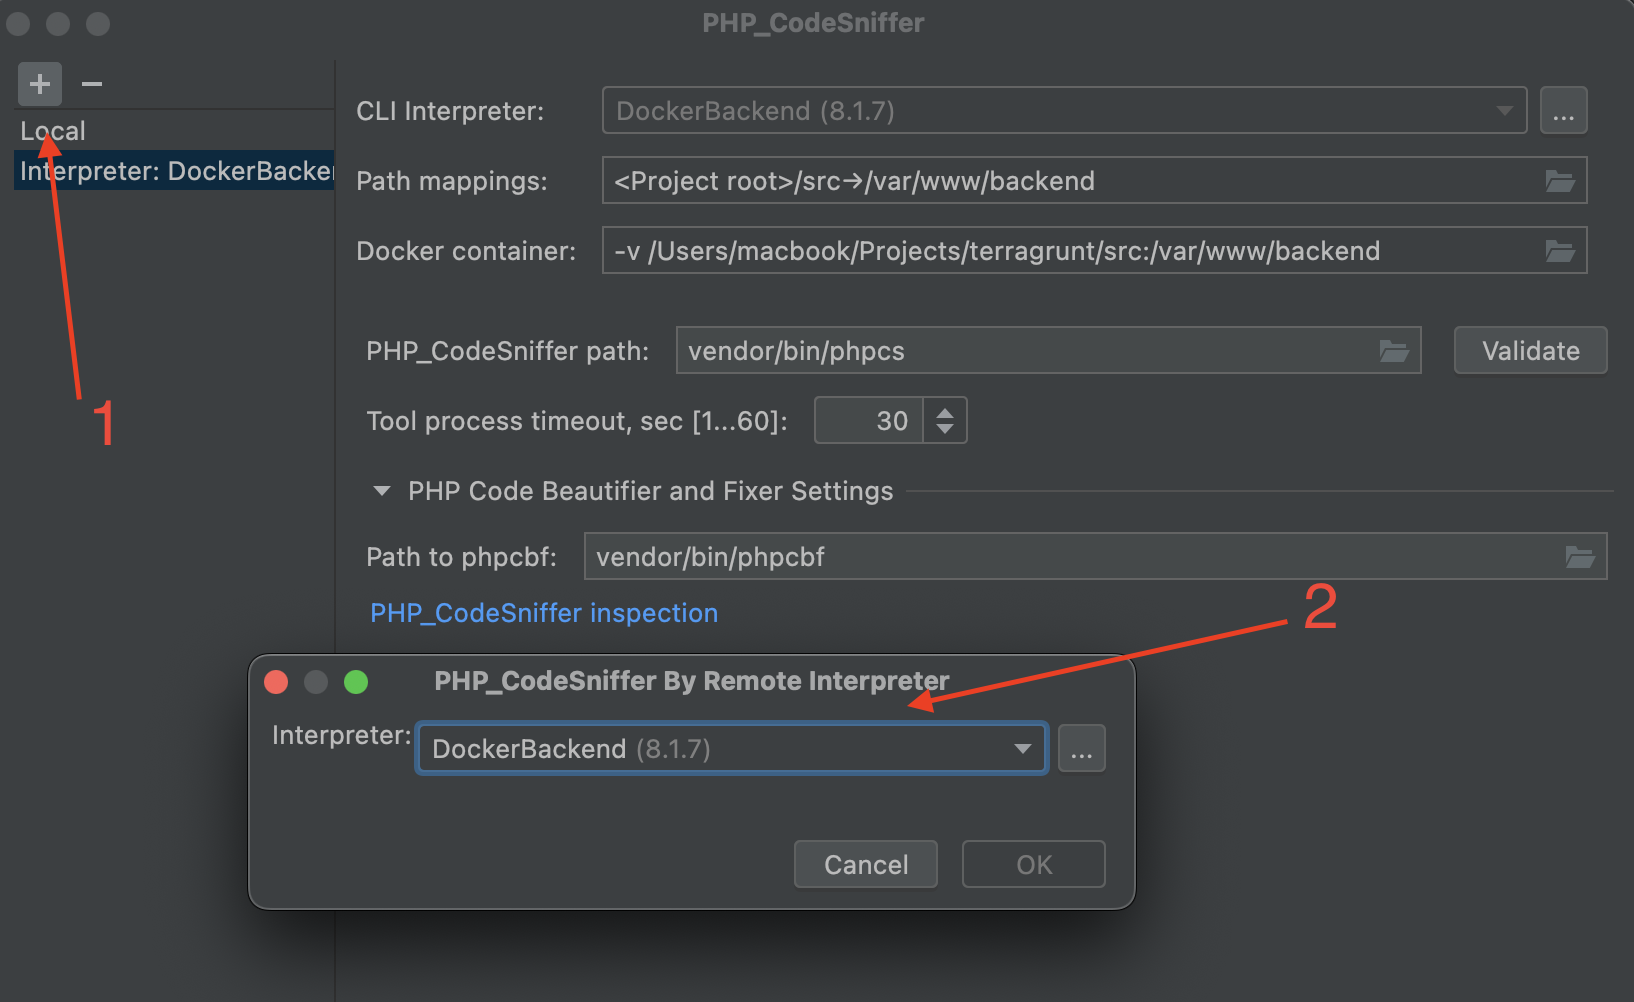 PHP_CodeSniffer
Local
Interpreter: DockerBacke
CLI Interpreter: DockerBackend (8.1.7) ...
Path mappings: <Project root>/src→/var/www/backend
Docker container: -v /Users/macbook/Projects/terragrunt/src:/var/www/backend
PHP_CodeSniffer path: vendor/bin/phpcs Validate
1
Tool process timeout, sec [1...60]: 30
PHP Code Beautifier and Fixer Settings
Path to phpcbf: vendor/bin/phpcbf
PHP_CodeSniffer inspection
2
PHP_CodeSniffer By Remote Interpreter
Interpreter: DockerBackend (8.1.7) ...
Cancel OK